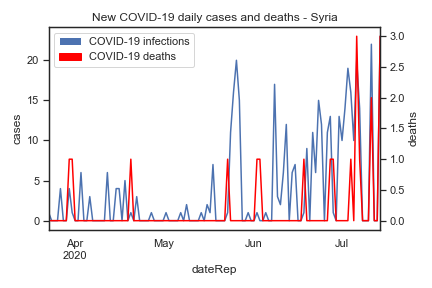 New COVID-19 daily cases and deaths - Syria
COVID-19 infections
COVID-19 deaths
cases
20
15
10
5
0
deaths
3.0
2.5
2.0
1.5
1.0
0.5
0.0
Apr
2020
May
Jun
Jul
dateRep